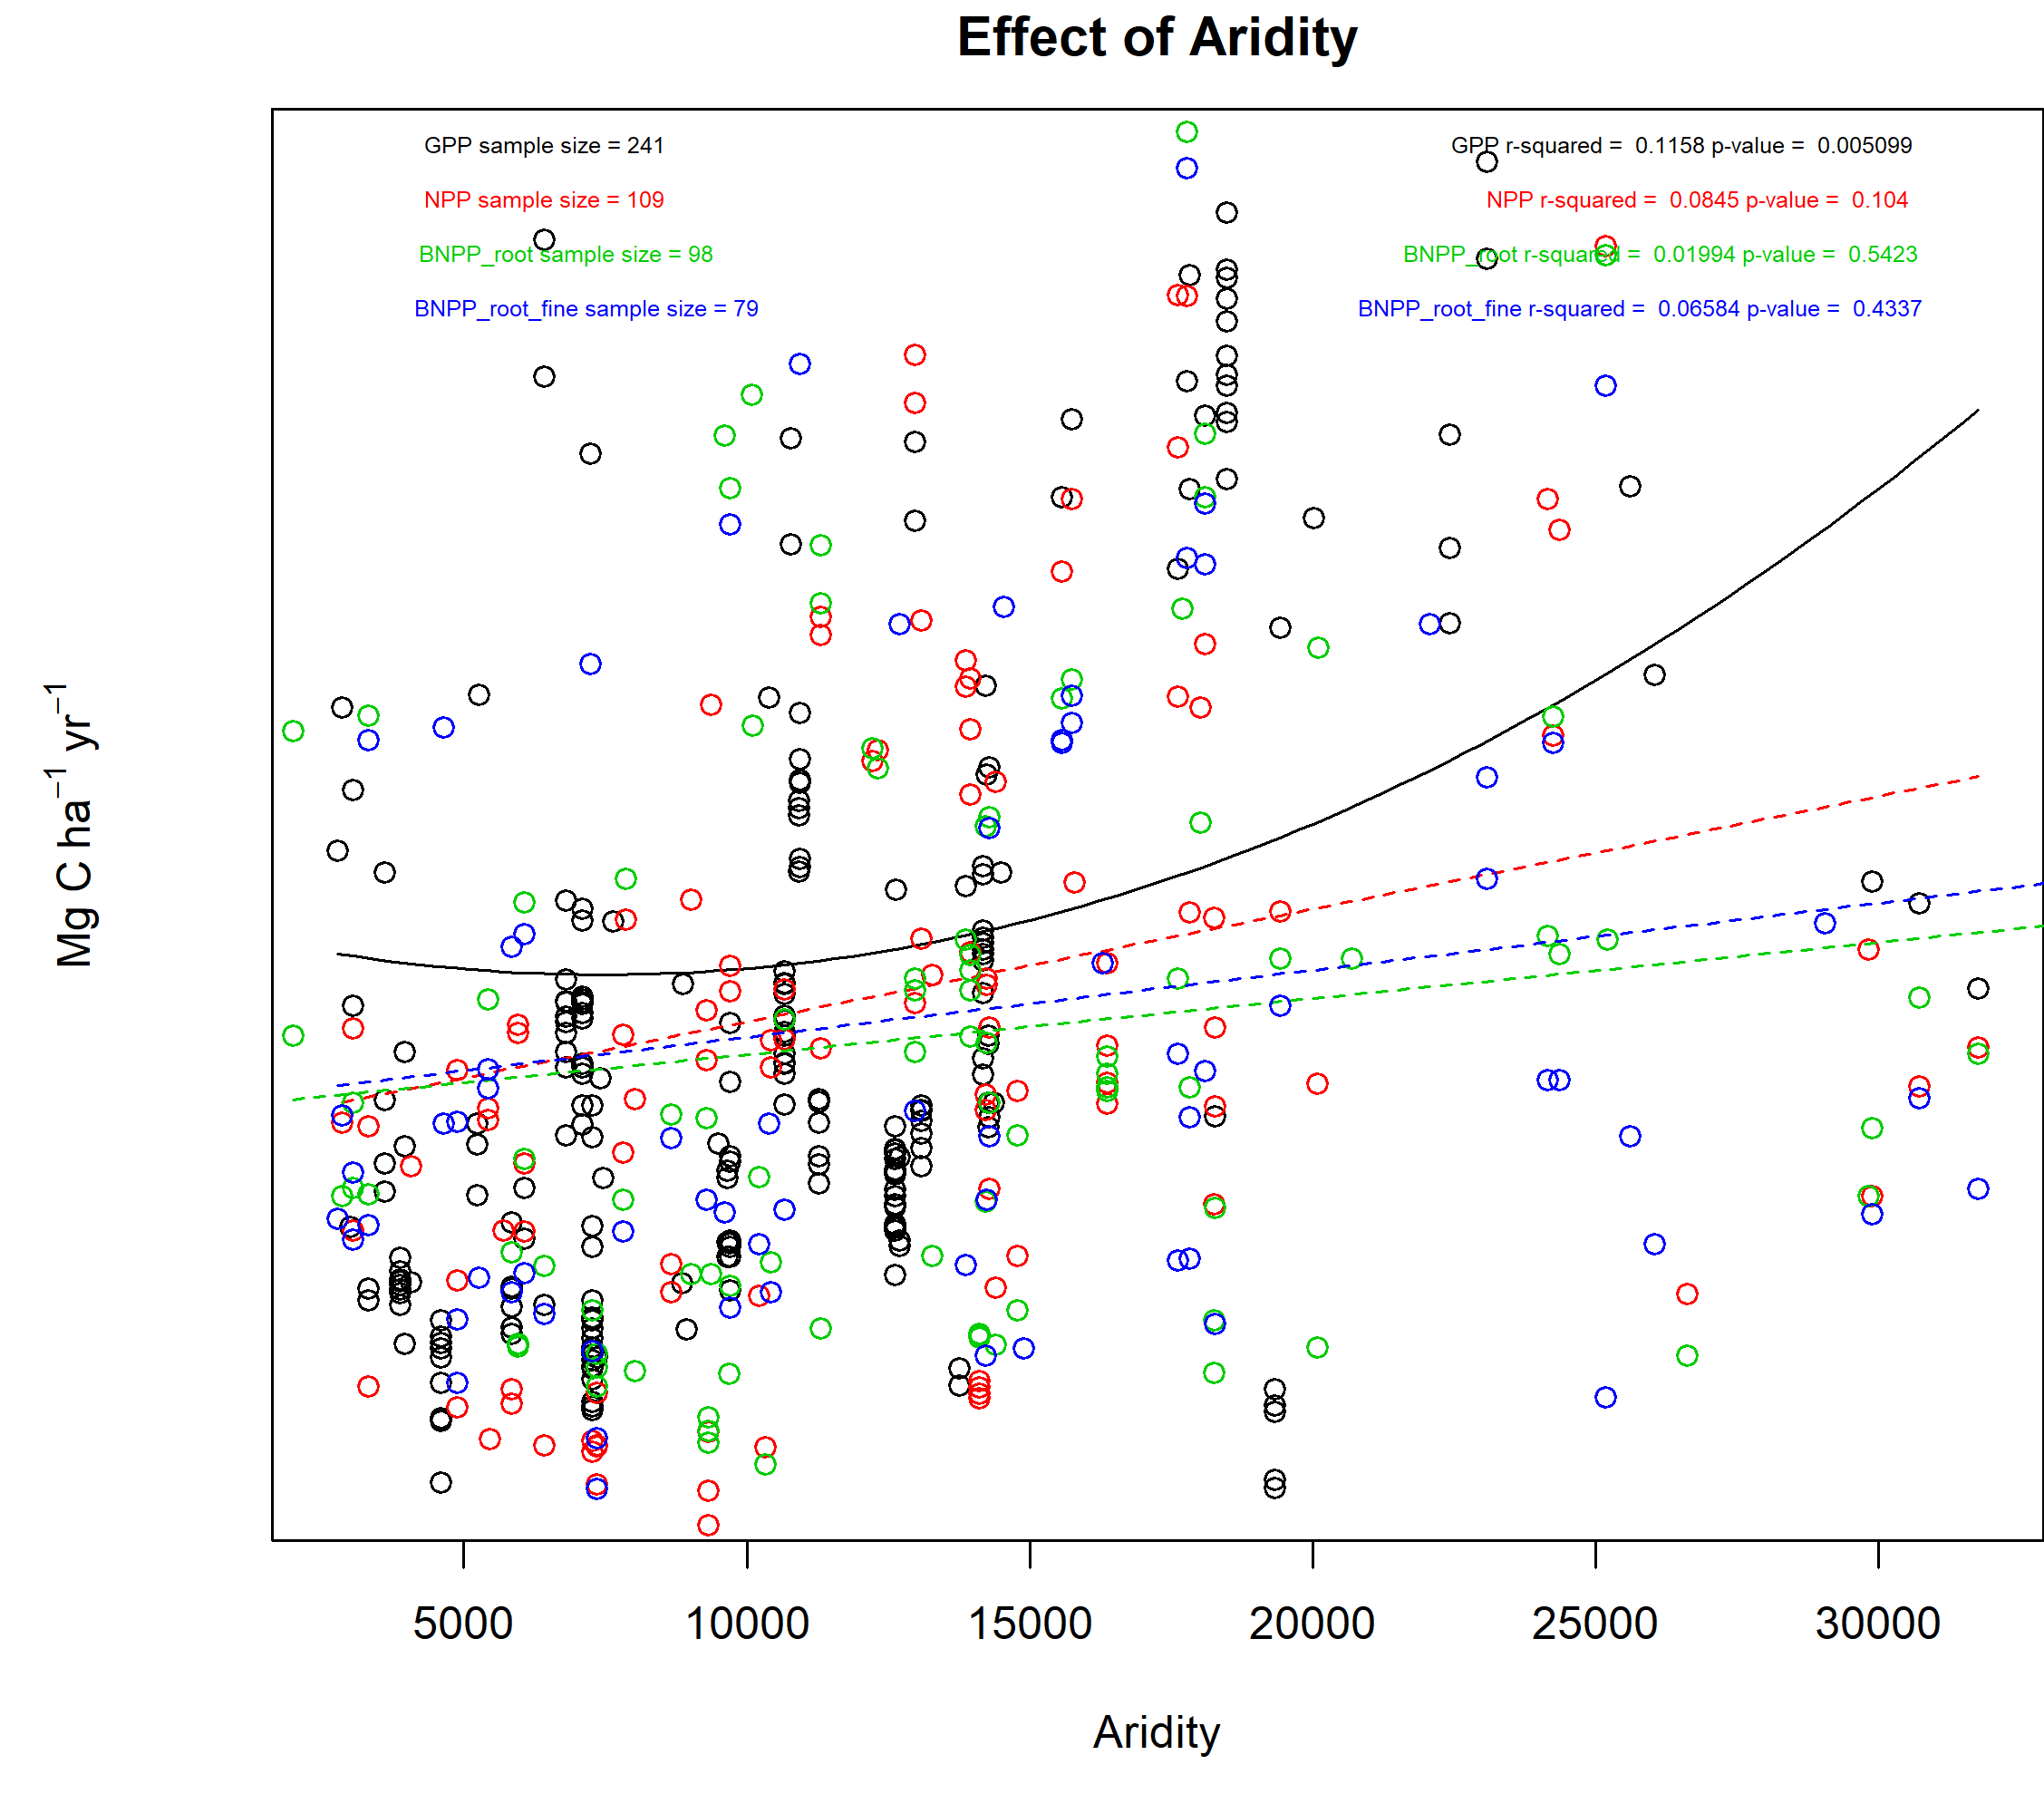 Effect of Aridity
GPP sample size = 241
GPP r-squared = 0.1158 p-value = 0.005099
NPP sample size = 109
NPP r-squared = 0.0845 p-value = 0.104
BNPP_root sample size = 98
BNPP_root r-squared = 0.01994 p-value = 0.5423
BNPP_root_fine sample size = 79
BNPP_root_fine r-squared = 0.06584 p-value = 0.4337
Mg C ha⁻¹ yr⁻¹
5000 10000 15000 20000 25000 30000
Aridity